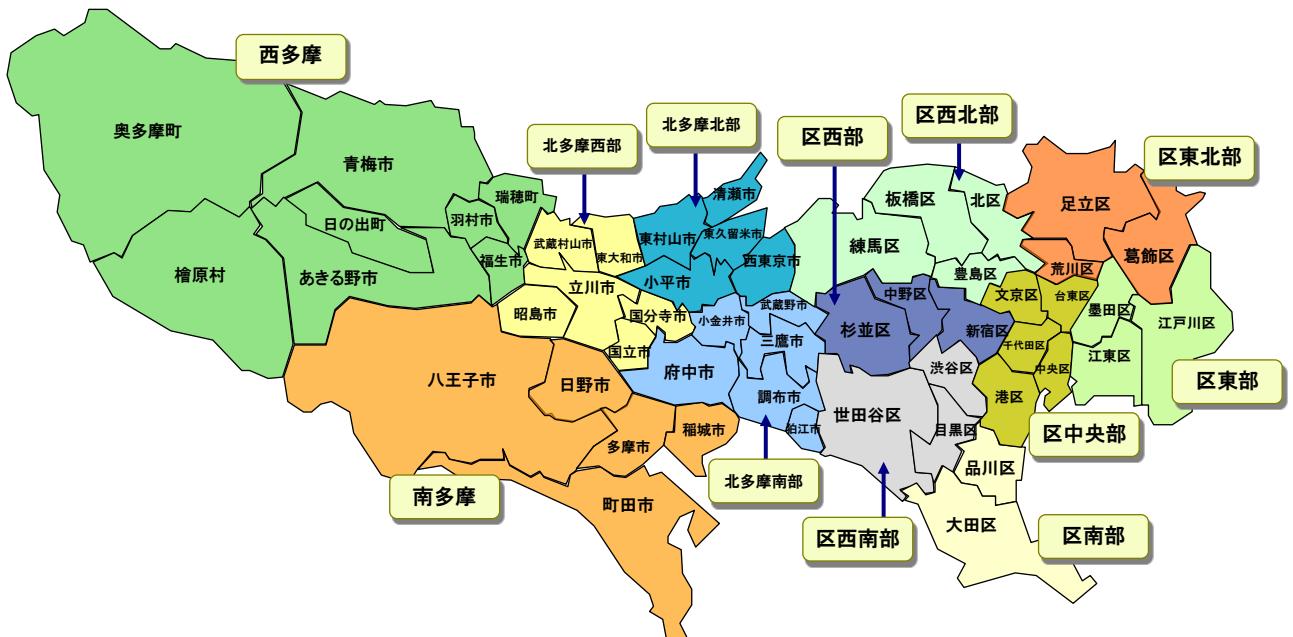 西多摩
奥多摩町
青梅市
瑞穂町
羽村市
日の出町
福生市
檜原村
あきる野市
北多摩西部
武蔵村山市
東大和市
立川市
昭島市
国分寺市
国立市
北多摩北部
清瀬市
東村山市
東久留米市
小平市
西東京市
南多摩
八王子市
日野市
多摩市
稲城市
町田市
北多摩南部
武蔵野市
小金井市
三鷹市
府中市
調布市
狛江市
区西部
中野区
杉並区
新宿区
区西北部
板橋区
北区
練馬区
豊島区
区東北部
足立区
葛飾区
荒川区
区中央部
文京区
台東区
千代田区
中央区
港区
区東部
墨田区
江戸川区
江東区
区西南部
渋谷区
世田谷区
目黒区
区南部
品川区
大田区